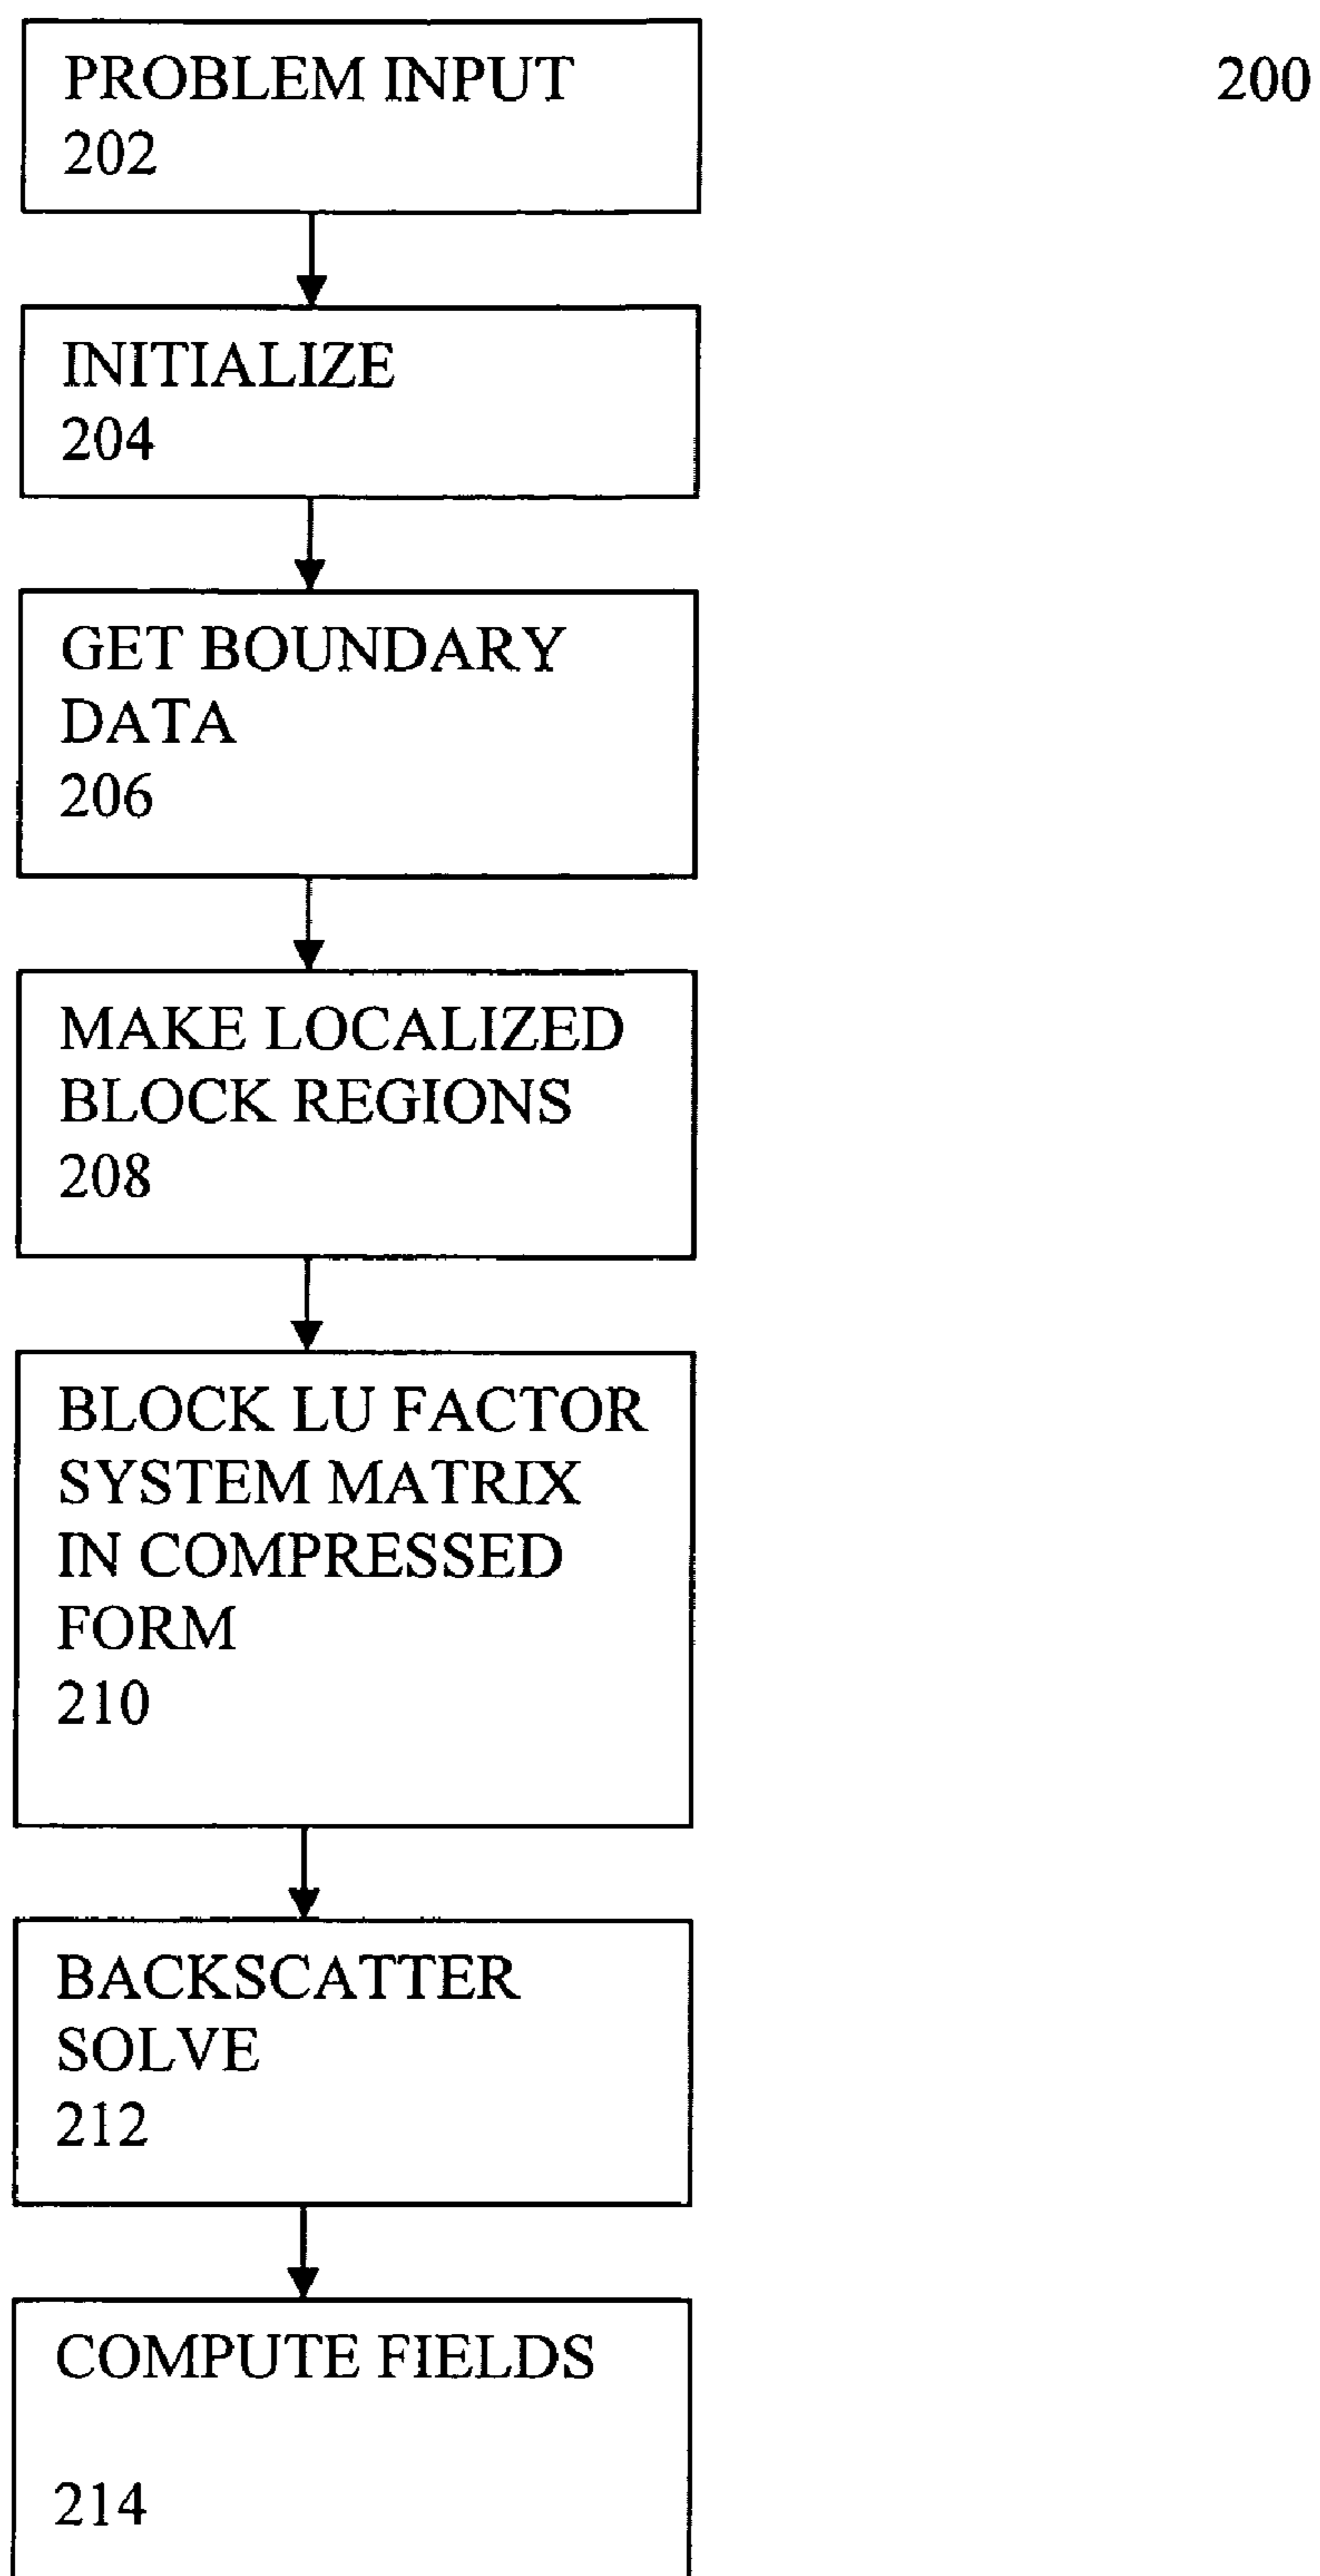 PROBLEM INPUT
202
200
INITIALIZE
204
GET BOUNDARY
DATA
206
MAKE LOCALIZED
BLOCK REGIONS
208
BLOCK LU FACTOR
SYSTEM MATRIX
IN COMPRESSED
FORM
210
BACKSCATTER
SOLVE
212
COMPUTE FIELDS
214